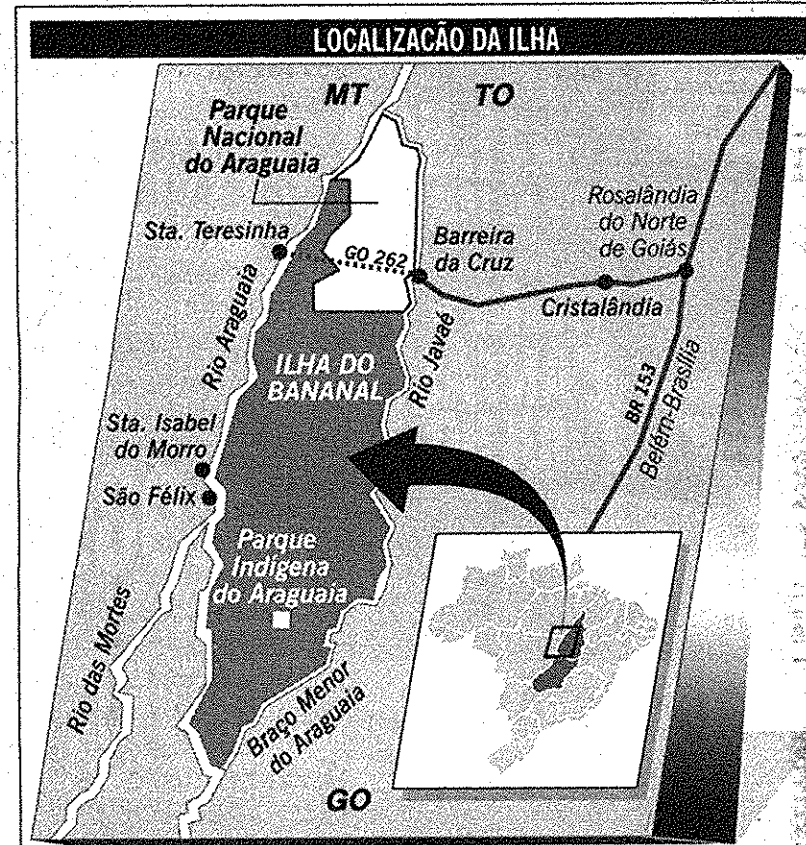 LOCALIZACÃO DA ILHA
MT
TO
Parque
Nacional
do Araguaia
Rosalândia
do Norte
de Goiás
Sta. Teresinha
GO 262
Barreira
da Cruz
Cristalândia
Rio Araguaia
Rio Javaé
ILHA DO
BANANAL
BR 153
Belém-Brasília
Sta. Isabel
do Morro
São Félix
Parque
Indígena
do Araguaia
Rio das Mortes
Braço Menor
do Araguaia
GO